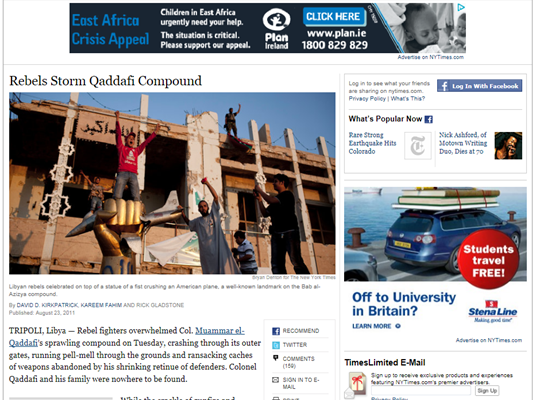 East Africa
Crisis Appeal
Children in East Africa
urgently need your help.
The situation is critical.
Please support our appeal.
Plan
Ireland
CLICK HERE
www.plan.ie
1800 829 829
Advertise on NYTimes.com
Rebels Storm Qaddafi Compound
الله اكبر
Bryan Denton for The New York Times
Libyan rebels celebrated on top of a statue of a fist crushing an American plane, a well-known landmark on the Bab al-
Aziziya compound.
By DAVID D. KIRKPATRICK, KAREEM FAHIM and RICK GLADSTONE
Published: August 23, 2011
TRIPOLI, Libya — Rebel fighters overwhelmed Col. Muammar el-
Qaddafi's sprawling compound on Tuesday, crashing through its outer
gates, running pell-mell through the grounds and ransacking caches
of weapons abandoned by his shrinking retinue of defenders. Colonel
Qaddafi and his family were nowhere to be found.
While the crackle of gunfire and
RECOMMEND
TWITTER
COMMENTS
(159)
SIGN IN TO E-
MAIL
PRINT
Log in to see what your friends
are sharing on nytimes.com.
Privacy Policy | What's This?
Log In With Facebook
What's Popular Now
Rare Strong
Earthquake Hits
Colorado
Nick Ashford, of
Motown Writing
Duo, Dies at 70
Students
travel
FREE!
Off to University
in Britain?
LEARN MORE
Stena Line
Making good time
Advertise on NYTimes.com
TimesLimited E-Mail
Sign up to receive exclusive products and experiences
featuring NYTimes.com's premier advertisers.
Sign Up
Privacy Policy